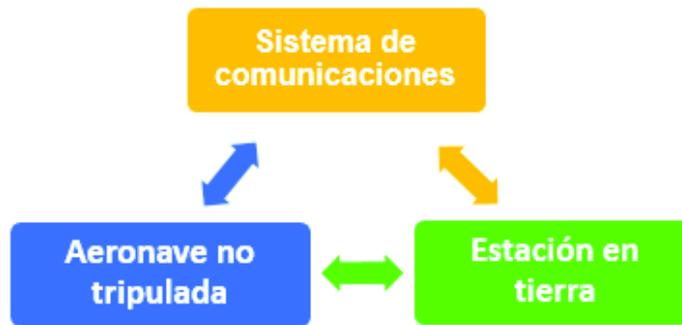 Sistema de
comunicaciones
Aeronave no
tripulada
Estación en
tierra